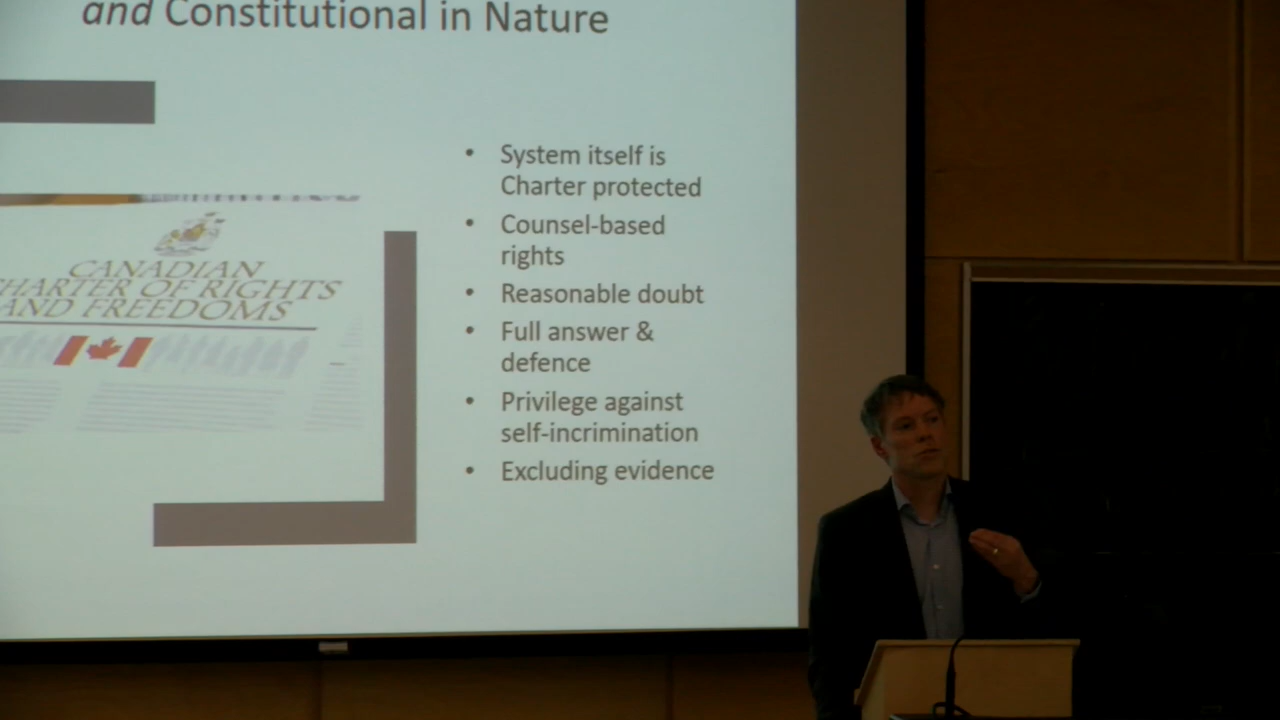 and Constitutional in Nature
• System itself is
Charter protected
• Counsel-based
rights
• Reasonable doubt
• Full answer &
defence
• Privilege against
self-incrimination
• Excluding evidence
CANADIAN
CHARTER OF RIGHTS
AND FREEDOMS